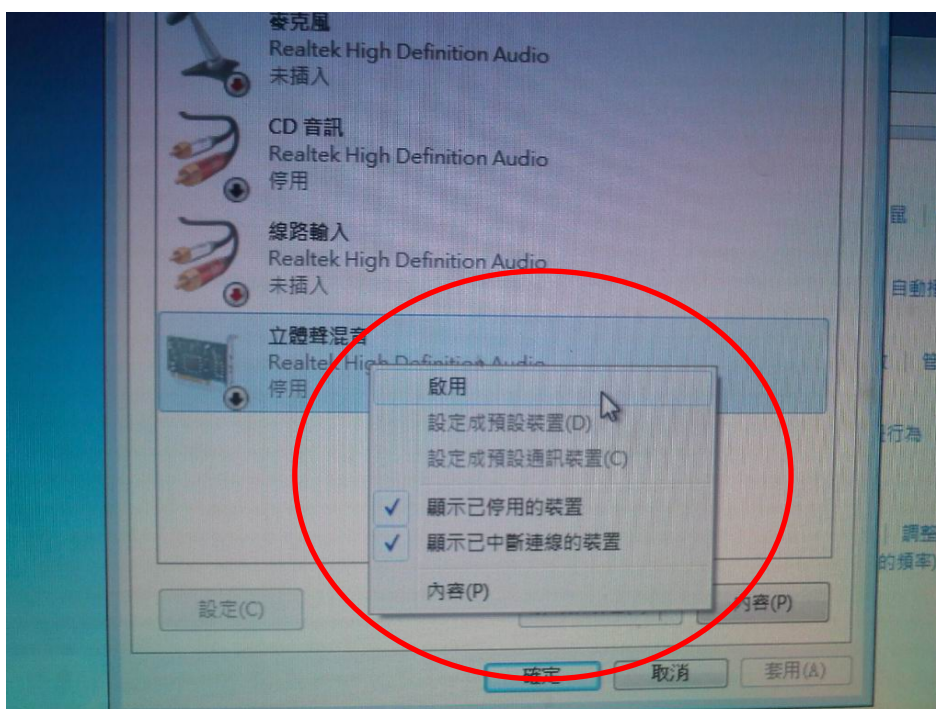 麥克風
Realtek High Definition Audio
未插入
CD 音訊
Realtek High Definition Audio
停用
線路輸入
Realtek High Definition Audio
未插入
立體聲混音
Realtek High Definition Audio
停用
啟用
設定成預設裝置(D)
設定成預設通訊裝置(C)
顯示已停用的裝置
顯示已中斷連線的裝置
內容(P)
設定(C)
內容(P)
確定
取消
套用(A)
自動
管
行為
調整
的頻率)